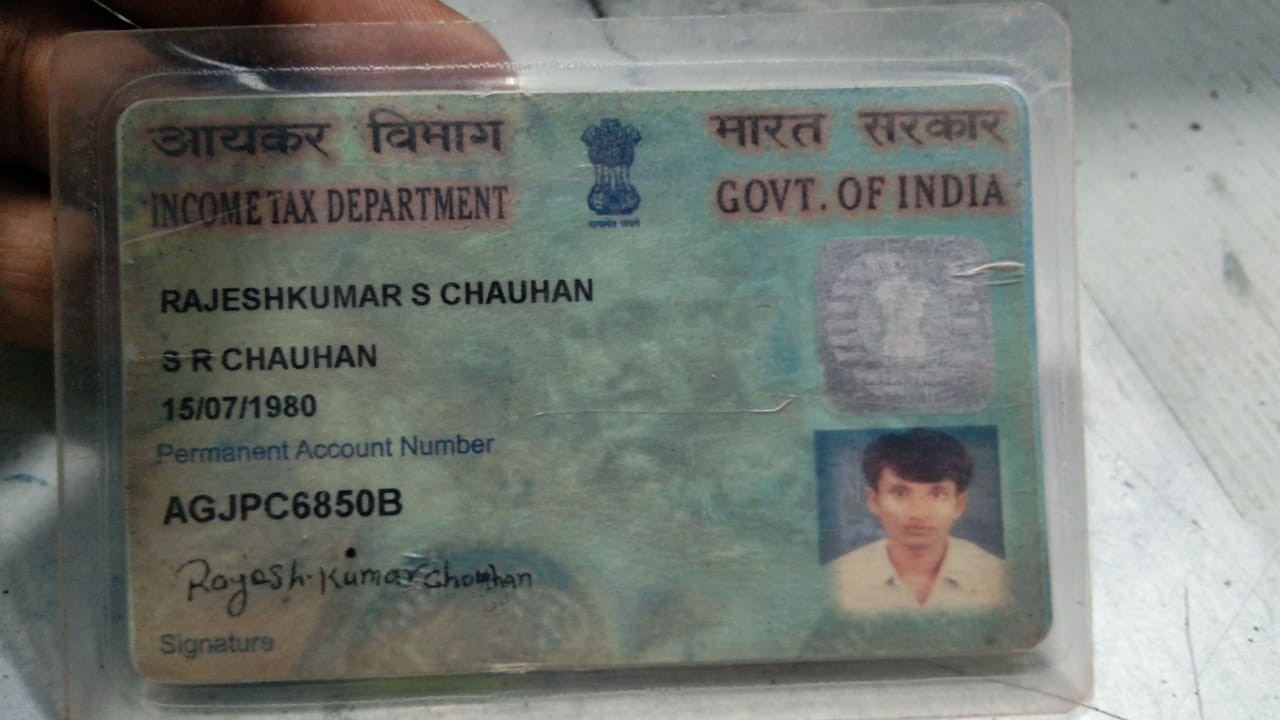 आयकर विभाग
भारत सरकार
INCOME TAX DEPARTMENT
GOVT. OF INDIA
सत्यमेव जयते
RAJESHKUMAR S CHAUHAN
S R CHAUHAN
15/07/1980
Permanent Account Number
AGJPC6850B
Rajesh.kumar chouhan
Signature